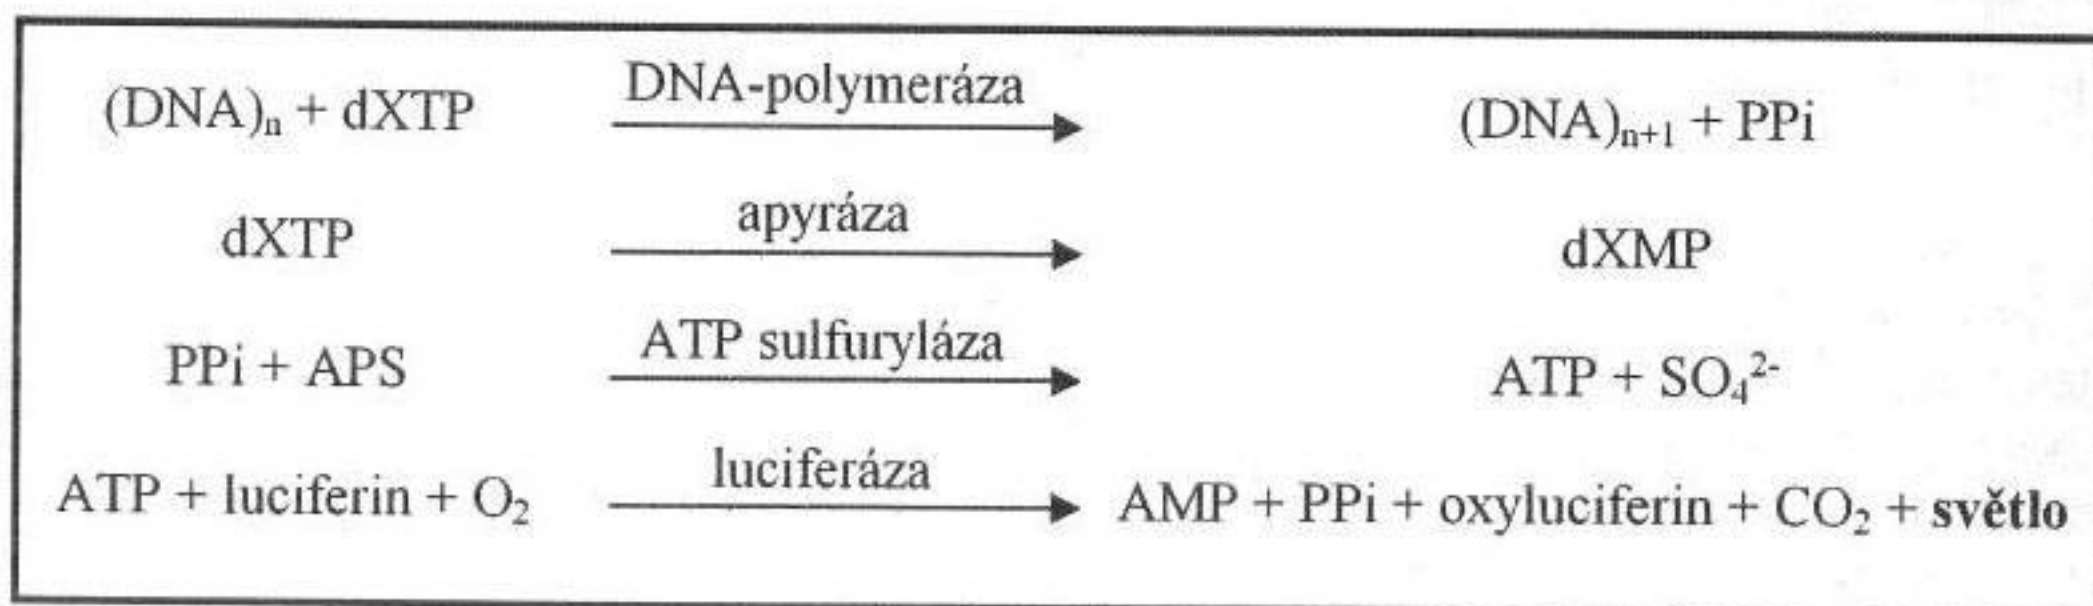 (DNA)n + dXTP DNA-polymeráza (DNA)n+1 + PPi
dXTP apyráza dXMP
PPi + APS ATP sulfuryláza ATP + SO₄²⁻
ATP + luciferin + O₂ luciferáza AMP + PPi + oxyluciferin + CO₂ + světlo